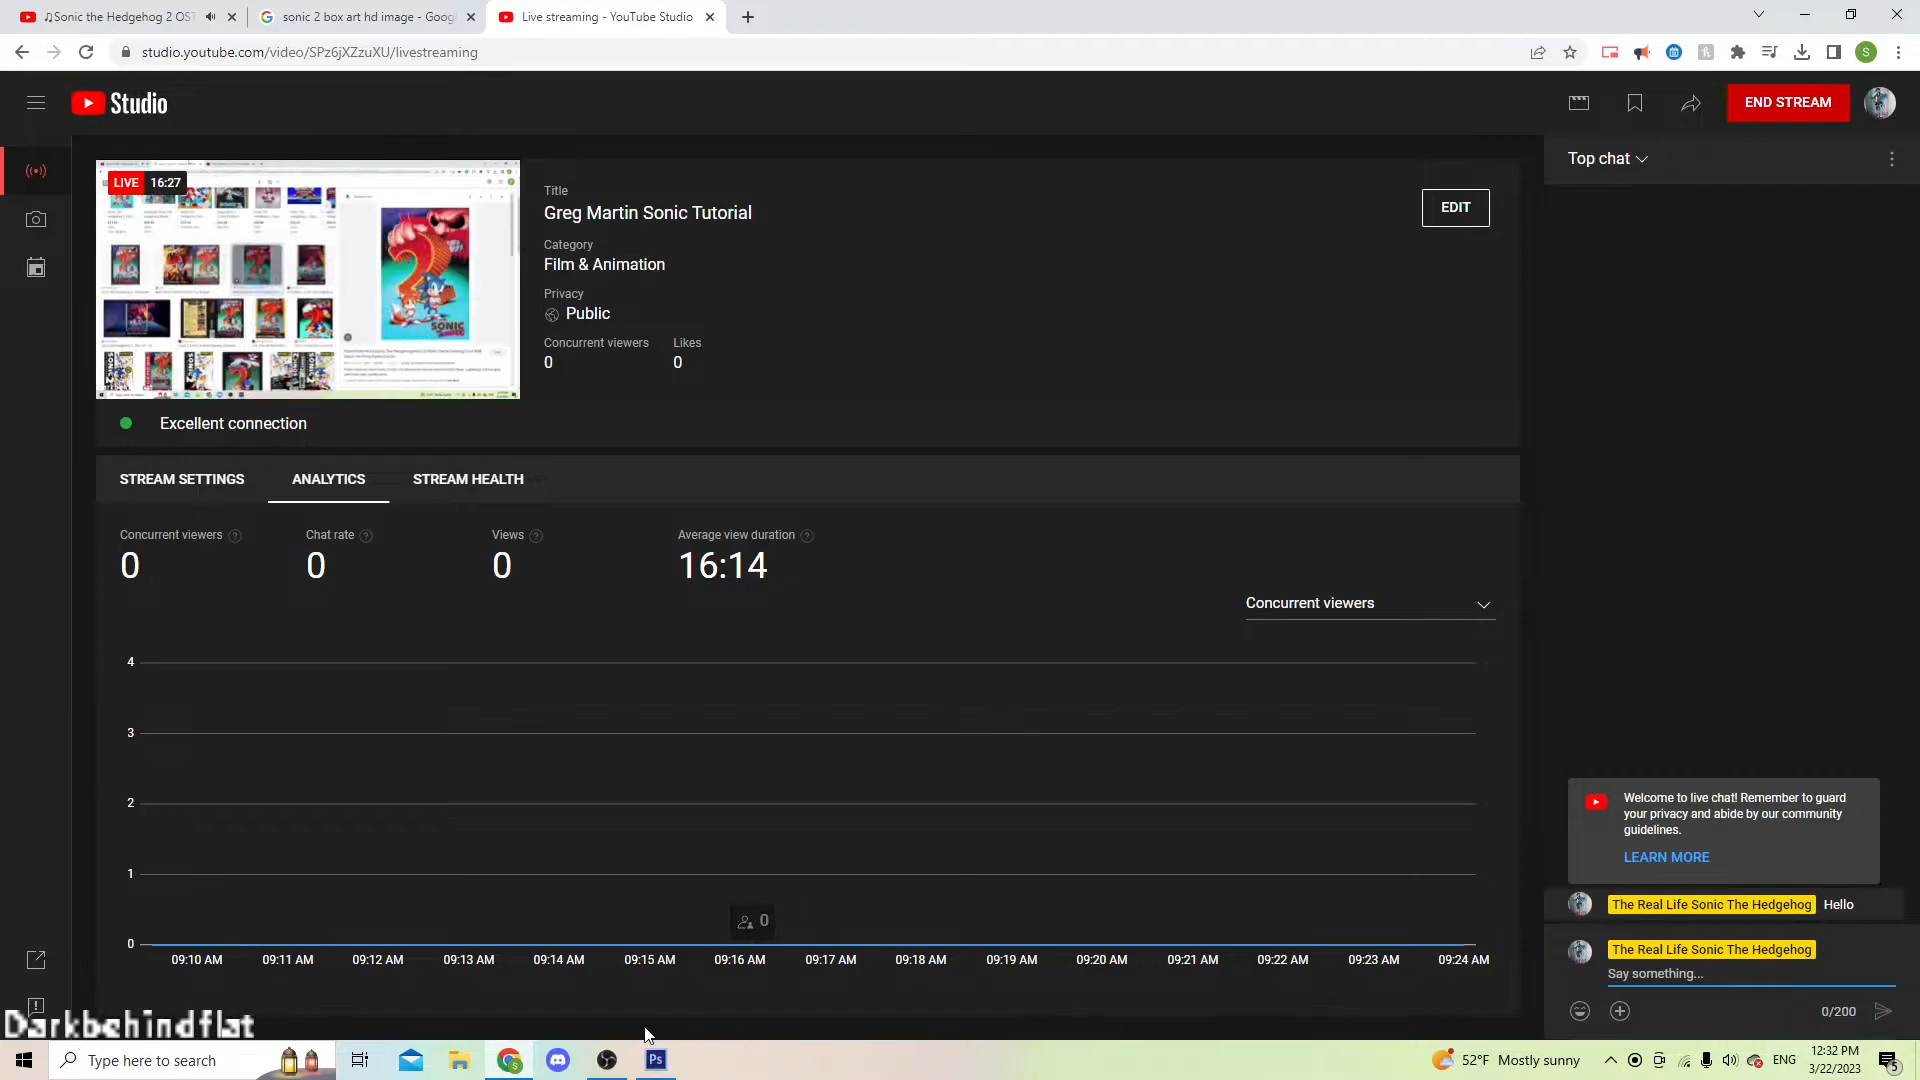 ♫Sonic the Hedgehog 2 OST
sonic 2 box art hd image - Goog
Live streaming - YouTube Studio
studio.youtube.com/video/SPz6jXZzuXU/livestreaming
S
Studio
END STREAM
LIVE 16:27
Title
Greg Martin Sonic Tutorial
EDIT
Category
Film & Animation
Privacy
Public
Concurrent viewers Likes
0 0
Excellent connection
STREAM SETTINGS ANALYTICS STREAM HEALTH
Concurrent viewers Chat rate Views Average view duration
0 0 0 16:14
Concurrent viewers
4
3
2
1
0
0
09:10 AM 09:11 AM 09:12 AM 09:13 AM 09:14 AM 09:15 AM 09:16 AM 09:17 AM 09:18 AM 09:19 AM 09:20 AM 09:21 AM 09:22 AM 09:23 AM 09:24 AM
Top chat
Welcome to live chat! Remember to guard
your privacy and abide by our community
guidelines.
LEARN MORE
The Real Life Sonic The Hedgehog Hello
The Real Life Sonic The Hedgehog
Say something...
0/200
Darkbehindflat
Type here to search
Ps
52°F Mostly sunny
ENG
12:32 PM
3/22/2023
5